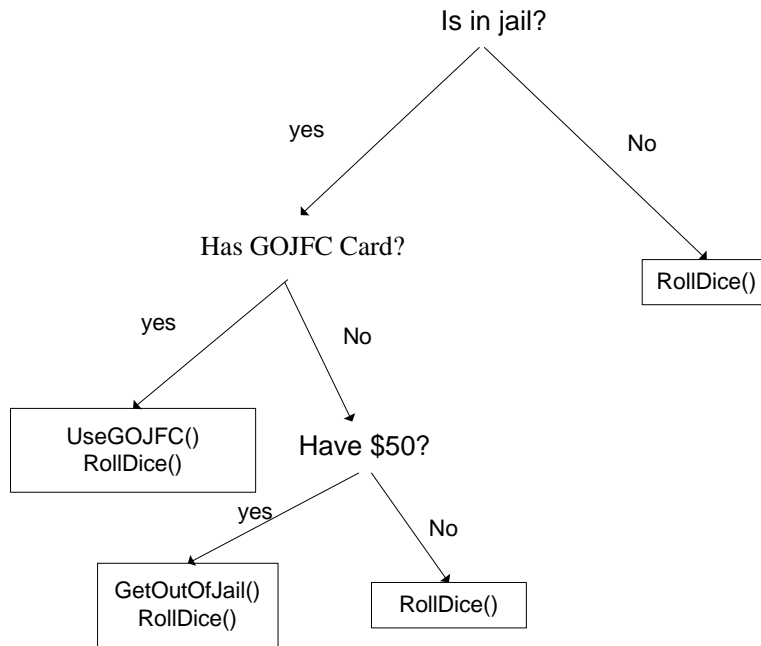 Is in jail?
yes
No
Has GOJFC Card?
RollDice()
yes
No
UseGOJFC()
RollDice()
Have $50?
yes
No
GetOutOfJail()
RollDice()
RollDice()